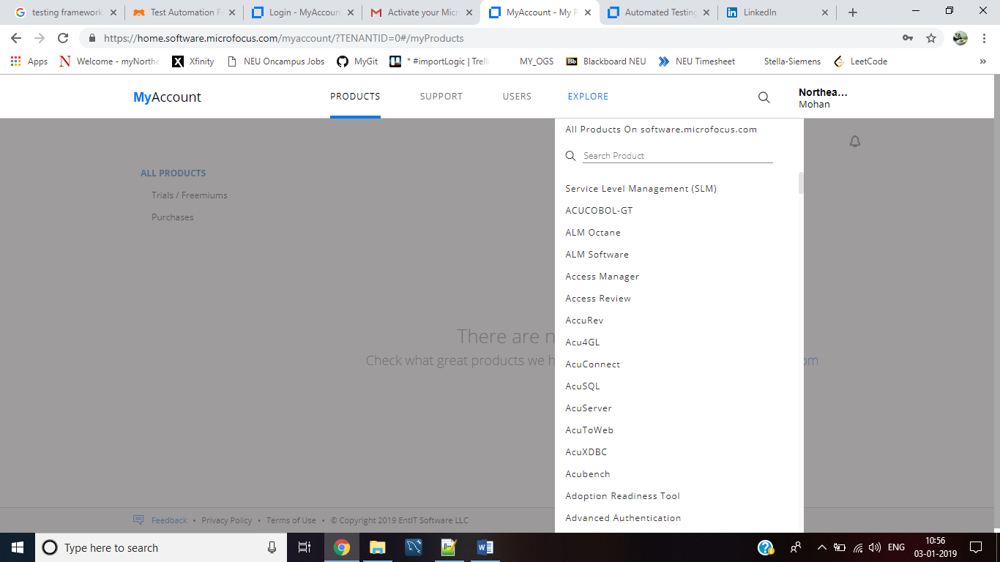 testing framework
Test Automation F
Login - MyAccoun
Activate your Micr
MyAccount - My P
Automated Testing
LinkedIn
https://home.software.microfocus.com/myaccount/?TENANTID=0#/myProducts
Apps
Welcome - myNorthe
Xfinity
NEU Oncampus Jobs
MyGit
* #importLogic | Trell
MY_OGS
Bb Blackboard NEU
NEU Timesheet
Stella-Siemens
LeetCode
MyAccount
PRODUCTS
SUPPORT
USERS
EXPLORE
Northea...
Mohan
All Products On software.microfocus.com
Search Product
ALL PRODUCTS
Trials / Freemiums
Purchases
Service Level Management (SLM)
ACUCOBOL-GT
ALM Octane
ALM Software
Access Manager
Access Review
AccuRev
Acu4GL
AcuConnect
AcuSQL
AcuServer
AcuToWeb
AcuXDBC
Acubench
Adoption Readiness Tool
Advanced Authentication
There are n
Check what great products we h
om
Feedback • Privacy Policy • Terms of Use • © Copyright 2019 EntIT Software LLC
Type here to search
ENG
10:56
03-01-2019